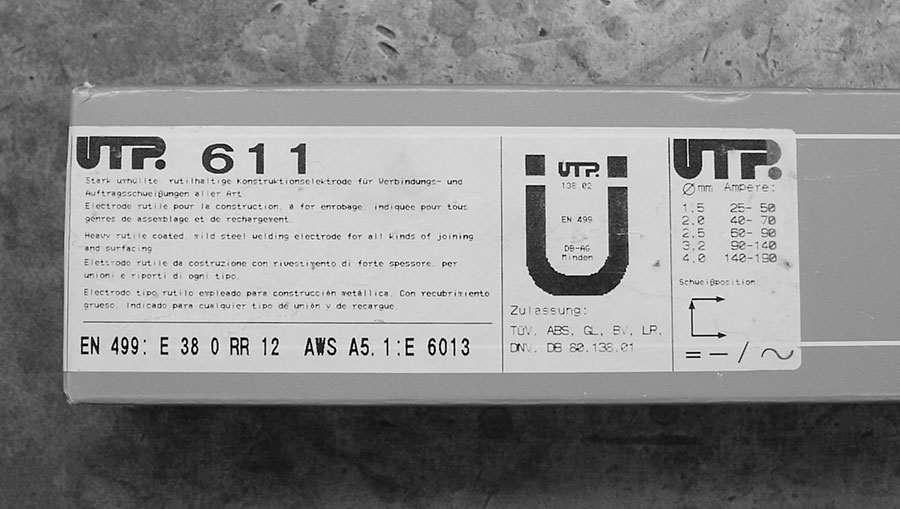 UTP. 611
Stark umhüllte, rutilhaltige Konstruktionselektrode für Verbindungs- und
Auftragsschweißungen aller Art.
Electrode rutile pour la construction, à for enrobage, indiquée pour tous
genres de assemblage et de rechargement.
Heavy rutile coated, mild steel welding electrode for all kinds of joining
and surfacing
Elettrodo rutile da costruzione con rivestimento di forte spessore, per
unioni e riporti di ogni tipo.
Electrodo tipo rutilo empleado para construcción metállica. Con recubrimiento
grueso. Indicado para cualquier tipo de unión y de recargue.
EN 499: E 38 0 RR 12 AWS A5.1:E 6013
UTP.
138.02
EN 499
DB-AG
Minden
Zulassung:
TÜV, ABS, GL, BV, LR,
DNV, DB 80.138.01
UTP.
Ømm Ampere:
1.5 25- 50
2.0 40- 70
2.5 60- 90
3.2 90-140
4.0 140-190
Schweißposition:
= – / ~